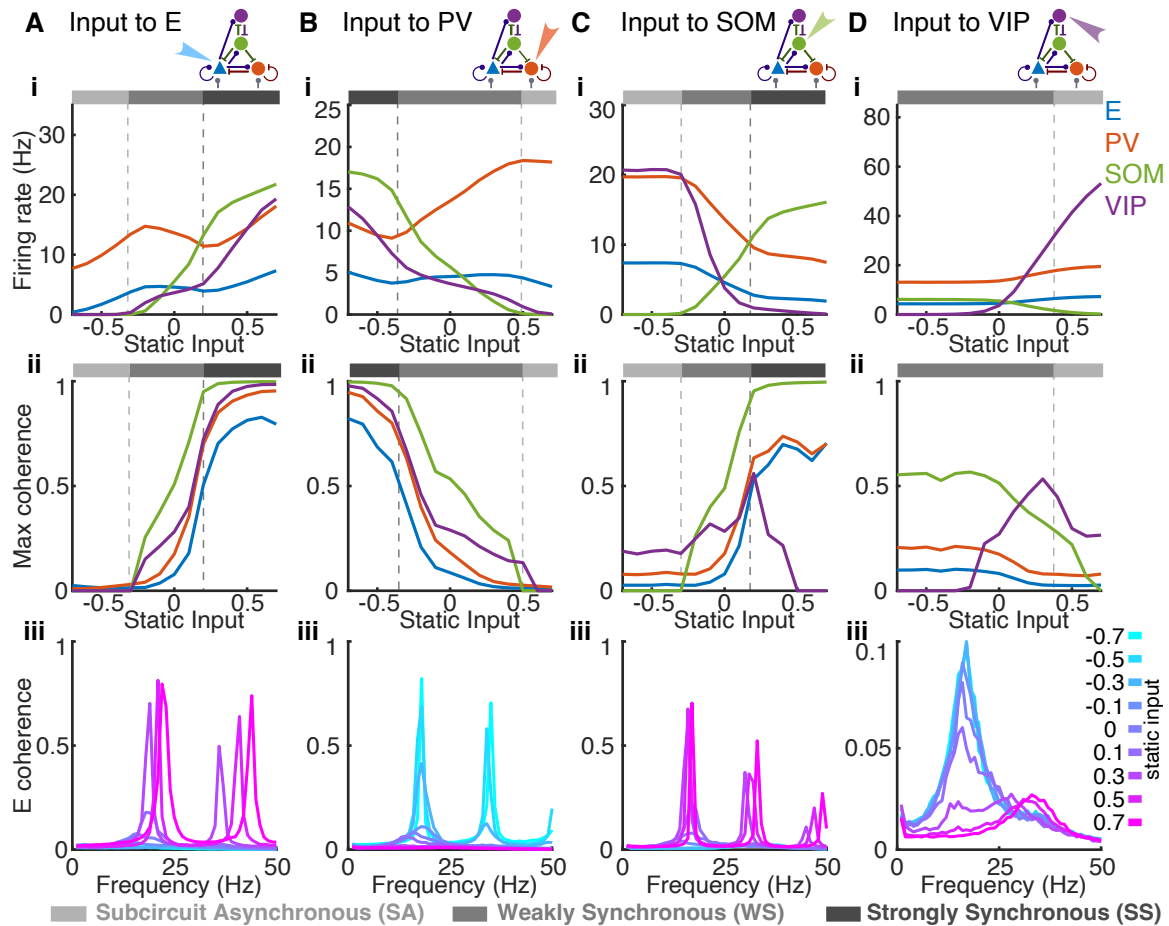 A Input to E B Input to PV C Input to SOM D Input to VIP
i i i i
Firing rate (Hz)
30 20 10 0
25 20 15 10 5 0
30 20 10 0
80 60 40 20 0
E
PV
SOM
VIP
-0.5 0 0.5 -0.5 0 0.5 -0.5 0 0.5 0 0.5
Static Input Static Input Static Input Static Input
ii ii ii ii
Max coherence
1 0.5 0
1 0.5 0
1 0.5 0
1 0.5 0
-0.5 0 0.5 -0.5 0 0.5 -0.5 0 0.5 0 0.5
Static Input Static Input Static Input Static Input
iii iii iii iii
E coherence
1 0.5 0
1 0.5 0
1 0.5 0
0.1 0.05 0
-0.7
-0.5
-0.3
-0.1
0
0.1
0.3
0.5
0.7
static input
0 25 50 0 25 50 0 25 50 0 25 50
Frequency (Hz) Frequency (Hz) Frequency (Hz) Frequency (Hz)
Subcircuit Asynchronous (SA) Weakly Synchronous (WS) Strongly Synchronous (SS)